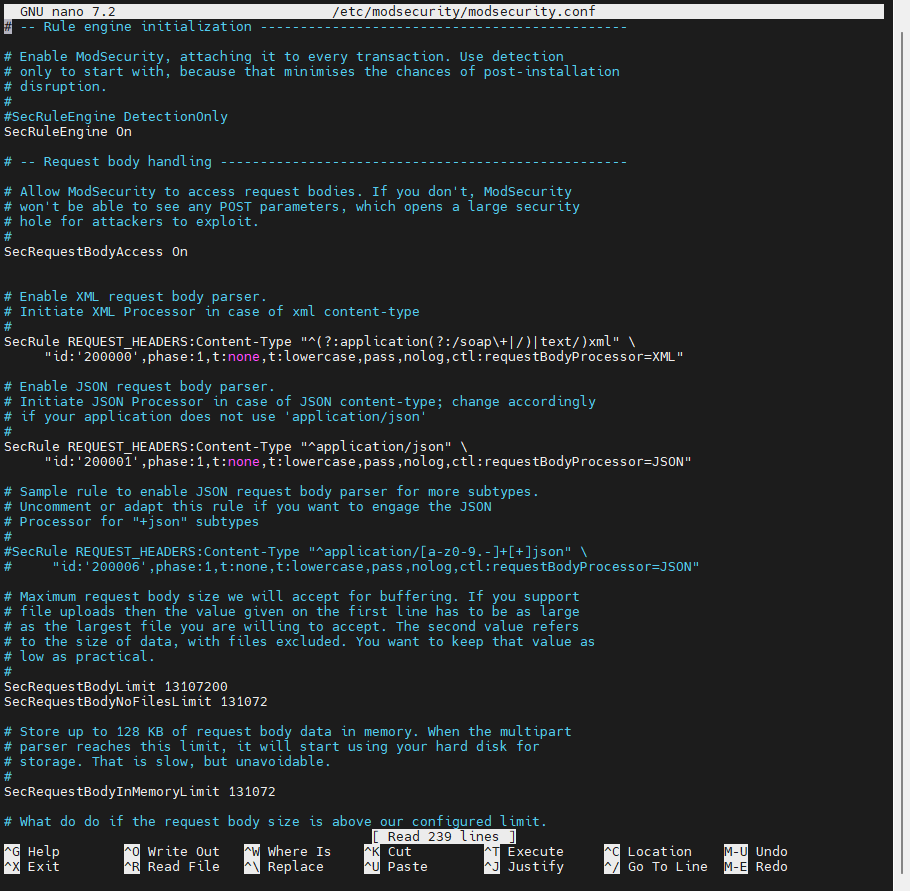 GNU nano 7.2 /etc/modsecurity/modsecurity.conf
# -- Rule engine initialization ----------------------------------------------
# Enable ModSecurity, attaching it to every transaction. Use detection
# only to start with, because that minimises the chances of post-installation
# disruption.
#
#SecRuleEngine DetectionOnly
SecRuleEngine On
# -- Request body handling ---------------------------------------------------
# Allow ModSecurity to access request bodies. If you don't, ModSecurity
# won't be able to see any POST parameters, which opens a large security
# hole for attackers to exploit.
#
SecRequestBodyAccess On
# Enable XML request body parser.
# Initiate XML Processor in case of xml content-type
#
SecRule REQUEST_HEADERS:Content-Type "^(?:application(?:/soap\+|/)|text/)xml" \
"id:'200000',phase:1,t:none,t:lowercase,pass,nolog,ctl:requestBodyProcessor=XML"
# Enable JSON request body parser.
# Initiate JSON Processor in case of JSON content-type; change accordingly
# if your application does not use 'application/json'
#
SecRule REQUEST_HEADERS:Content-Type "^application/json" \
"id:'200001',phase:1,t:none,t:lowercase,pass,nolog,ctl:requestBodyProcessor=JSON"
# Sample rule to enable JSON request body parser for more subtypes.
# Uncomment or adapt this rule if you want to engage the JSON
# Processor for "+json" subtypes
#
#SecRule REQUEST_HEADERS:Content-Type "^application/[a-z0-9.-]+[+]json" \
# "id:'200006',phase:1,t:none,t:lowercase,pass,nolog,ctl:requestBodyProcessor=JSON"
# Maximum request body size we will accept for buffering. If you support
# file uploads then the value given on the first line has to be as large
# as the largest file you are willing to accept. The second value refers
# to the size of data, with files excluded. You want to keep that value as
# low as practical.
#
SecRequestBodyLimit 13107200
SecRequestBodyNoFilesLimit 131072
# Store up to 128 KB of request body data in memory. When the multipart
# parser reaches this limit, it will start using your hard disk for
# storage. That is slow, but unavoidable.
#
SecRequestBodyInMemoryLimit 131072
# What do do if the request body size is above our configured limit.
[ Read 239 lines ]
^G Help ^O Write Out ^W Where Is ^K Cut ^T Execute ^C Location M-U Undo
^X Exit ^R Read File ^\ Replace ^U Paste ^J Justify ^/ Go To Line M-E Redo